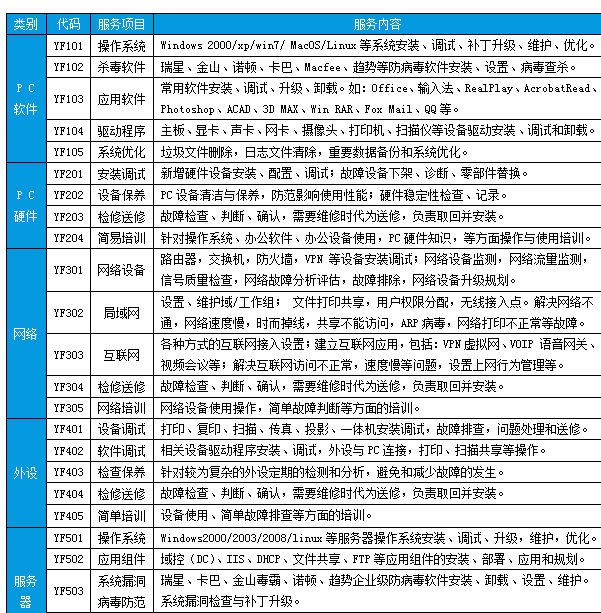 类别 代码 服务项目 服务内容
PC软件
YF101 操作系统 Windows 2000/xp/win7/ MacOS/Linux 等系统安装、调试、补丁升级、维护、优化。
YF102 杀毒软件 瑞星、金山、诺顿、卡巴、Macfee、趋势等防病毒软件安装、设置、病毒查杀。
YF103 应用软件 常用软件安装、调试、升级、卸载。如：Office、输入法、RealPlay、AcrobatRead、
Photoshop、ACAD、3D MAX、Win RAR、Fox Mail、QQ 等。
YF104 驱动程序 主板、显卡、声卡、网卡、摄像头、打印机、扫描仪等设备驱动安装、调试和卸载。
YF105 系统优化 垃圾文件删除，日志文件清除，重要数据备份和系统优化。
PC硬件
YF201 安装调试 新增硬件设备安装、配置、调试；故障设备下架、诊断、零部件替换。
YF202 设备保养 PC 设备清洁与保养，防范影响使用性能；硬件稳定性检查、记录。
YF203 检修送修 故障检查、判断、确认，需要维修时代为送修，负责取回并安装。
YF204 简易培训 针对操作系统、办公软件、办公设备使用，PC 硬件知识，等方面操作与使用培训。
网络
YF301 网络设备 路由器，交换机，防火墙，VPN 等设备安装调试；网络设备监测，网络流量监测，
信号质量检查，网络故障分析评估，故障排除，网络设备升级规划。
YF302 局域网 设置、维护域/工作组； 文件打印共享，用户权限分配，无线接入点。解决网络不
通，网络速度慢，时而掉线，共享不能访问，ARP 病毒，网络打印不正常等故障。
YF303 互联网 各种方式的互联网接入设置；建立互联网应用，包括：VPN 虚拟网、VOIP 语音网关、
视频会议等；解决互联网访问不正常，速度慢等问题，设置上网行为管理等。
YF304 检修送修 故障检查、判断、确认，需要维修时代为送修，负责取回并安装。
YF305 网络培训 网络设备使用操作，简单故障判断等方面的培训。
外设
YF401 设备调试 打印、复印、扫描、传真、投影、一体机安装调试，故障排查，问题处理和送修。
YF402 软件调试 相关设备驱动程序安装、调试，外设与 PC 连接，打印、扫描共享等操作。
YF403 检查保养 针对较为复杂的外设定期的检测和分析，避免和减少故障的发生。
YF404 检修送修 故障检查、判断、确认，需要维修时代为送修，负责取回并安装。
YF405 简单培训 设备使用、简单故障排查等方面的培训。
服务器
YF501 操作系统 Windows2000/2003/2008/linux 等服务器操作系统安装、调试、升级，维护，优化。
YF502 应用组件 域控（DC）、IIS、DHCP、文件共享、FTP 等应用组件的安装、部署、应用和规划。
YF503 系统漏洞病毒防范 瑞星、卡巴、金山毒霸、诺顿、趋势企业级防病毒软件安装、卸载、设置、维护。
系统漏洞检查与补丁升级。